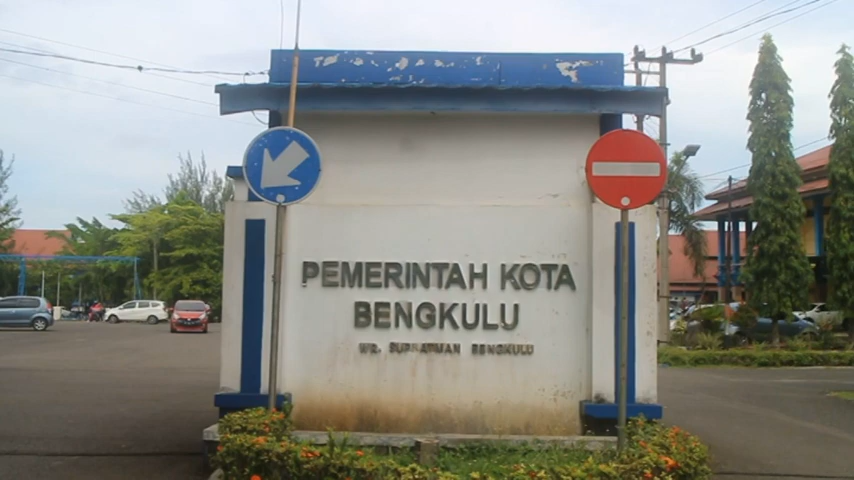 PEMERINTAH KOTA
BENGKULU
WR. SUPRATMAN BENGKULU